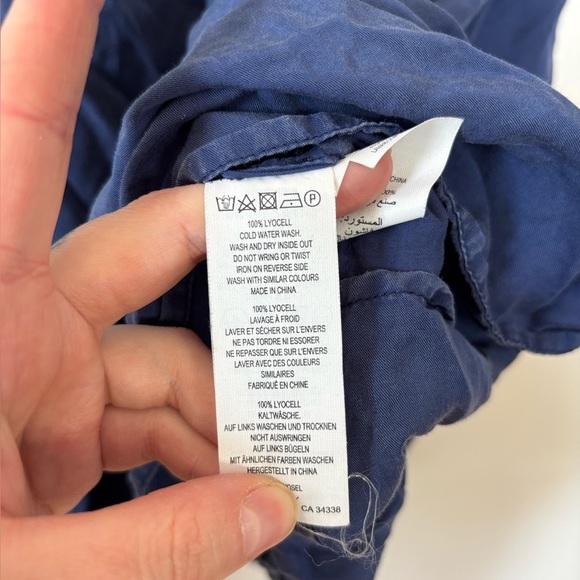 100% LYOCELL
COLD WATER WASH.
WASH AND DRY INSIDE OUT
DO NOT WRING OR TWIST
IRON ON REVERSE SIDE
WASH WITH SIMILAR COLOURS
MADE IN CHINA
100% LYOCELL
LAVAGE À FROID
LAVER ET SÉCHER SUR L'ENVERS
NE PAS TORDRE NI ESSORER
NE REPASSER QUE SUR L'ENVERS
LAVER AVEC DES COULEURS
SIMILAIRES
FABRIQUÉ EN CHINE
100% LYOCELL
KALTWÄSCHE.
AUF LINKS WASCHEN UND TROCKNEN
NICHT AUSWRINGEN
AUF LINKS BÜGELN
MIT ÄHNLICHEN FARBEN WASCHEN
HERGESTELLT IN CHINA
CA 34338
CHINA
المستورد